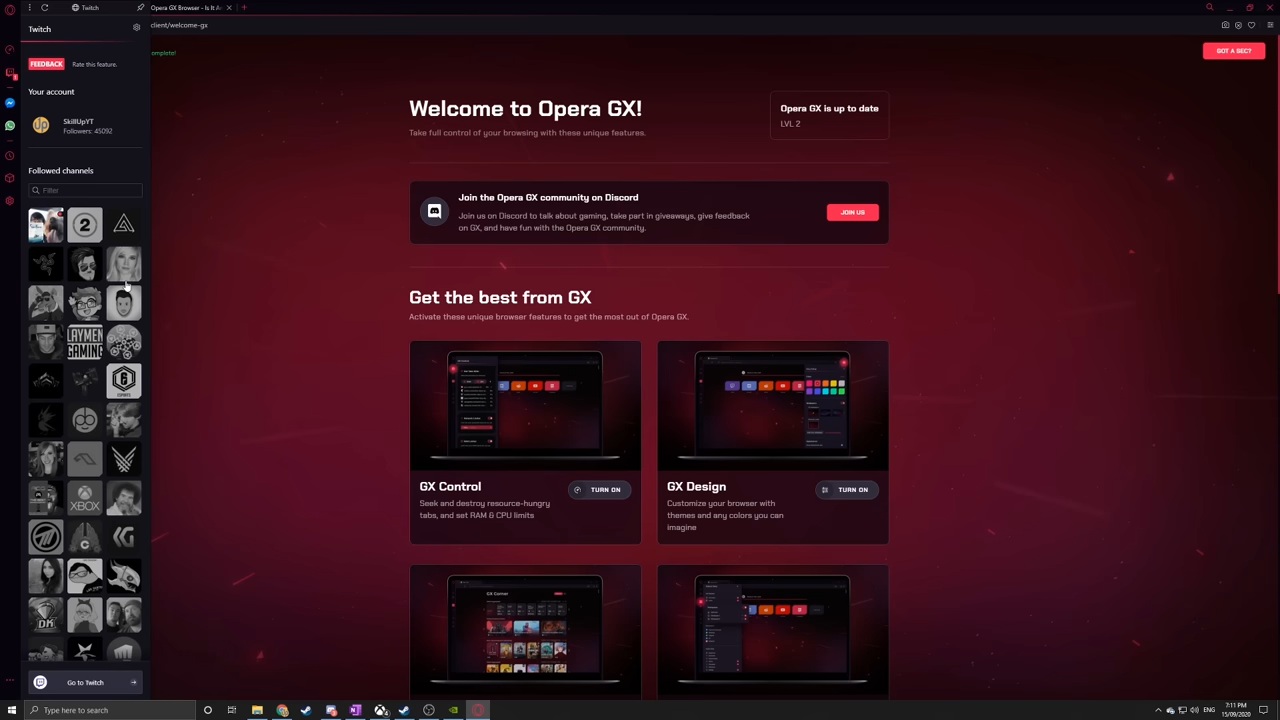 Twitch
Opera GX Browser - Is It A
client/welcome-gx
Twitch
omplete!
GOT A SEC?
FEEDBACK
Rate this feature.
Your account
SkillUpYT
Followers: 45092
Followed channels
Filter
2
LAYMEN
GAMING
ESPORTS
XBOX
DM
Go to Twitch
Welcome to Opera GX!
Take full control of your browsing with these unique features.
Opera GX is up to date
LVL 2
Join the Opera GX community on Discord
Join us on Discord to talk about gaming, take part in giveaways, give feedback
on GX, and have fun with the Opera GX community.
JOIN US
Get the best from GX
Activate these unique browser features to get the most out of Opera GX.
GX Control
TURN ON
Seek and destroy resource-hungry
tabs, and set RAM & CPU limits
GX Design
TURN ON
Customize your browser with
themes and any colors you can
imagine
GX Corner
Type here to search
ENG
7:11 PM
15/09/2020